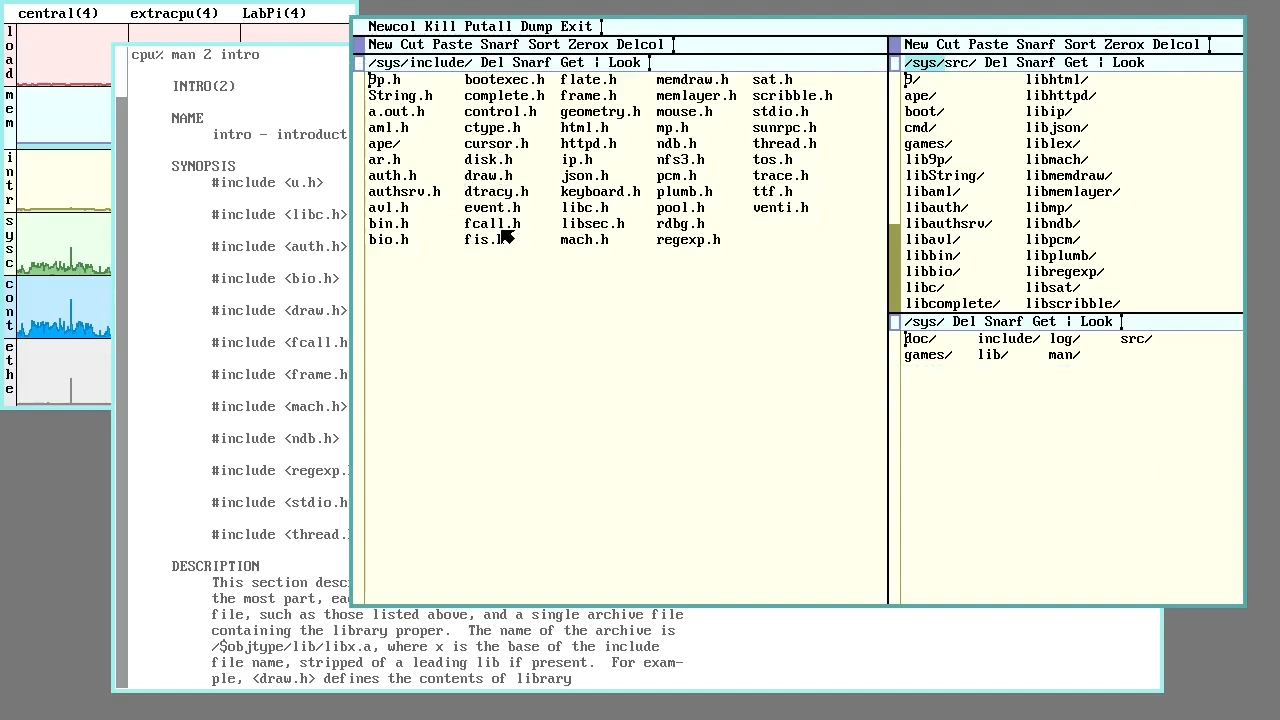 central(4) extracpu(4) LabPi(4)
load
mem
intr
sysc
cont
ethe
cpu% man 2 intro
INTRO(2)
NAME
intro - introduct
SYNOPSIS
#include <u.h>
#include <libc.h>
#include <auth.h>
#include <bio.h>
#include <draw.h>
#include <fcall.h
#include <frame.h
#include <mach.h>
#include <ndb.h>
#include <regexp.
#include <stdio.h
#include <thread.
DESCRIPTION
This section desc
the most part, ea
file, such as those listed above, and a single archive file
containing the library proper. The name of the archive is
/$objtype/lib/libx.a, where x is the base of the include
file name, stripped of a leading lib if present. For exam-
ple, <draw.h> defines the contents of library
Newcol Kill Putall Dump Exit
New Cut Paste Snarf Sort Zerox Delcol
/sys/include/ Del Snarf Get | Look
9p.h bootexec.h flate.h memdraw.h sat.h
String.h complete.h frame.h memlayer.h scribble.h
a.out.h control.h geometry.h mouse.h stdio.h
aml.h ctype.h html.h mp.h sunrpc.h
ape/ cursor.h httpd.h ndb.h thread.h
ar.h disk.h ip.h nfs3.h tos.h
auth.h draw.h json.h pcm.h trace.h
authsrv.h dtracy.h keyboard.h plumb.h ttf.h
avl.h event.h libc.h pool.h venti.h
bin.h fcall.h libsec.h rdbg.h
bio.h fis.h mach.h regexp.h
New Cut Paste Snarf Sort Zerox Delcol
/sys/src/ Del Snarf Get | Look
9/ libhtml/
ape/ libhttpd/
boot/ libip/
cmd/ libjson/
games/ liblex/
lib9p/ libmach/
libString/ libmemdraw/
libaml/ libmemlayer/
libauth/ libmp/
libauthsrv/ libndb/
libavl/ libpcm/
libbin/ libplumb/
libbio/ libregexp/
libc/ libsat/
libcomplete/ libscribble/
/sys/ Del Snarf Get | Look
doc/ include/ log/ src/
games/ lib/ man/